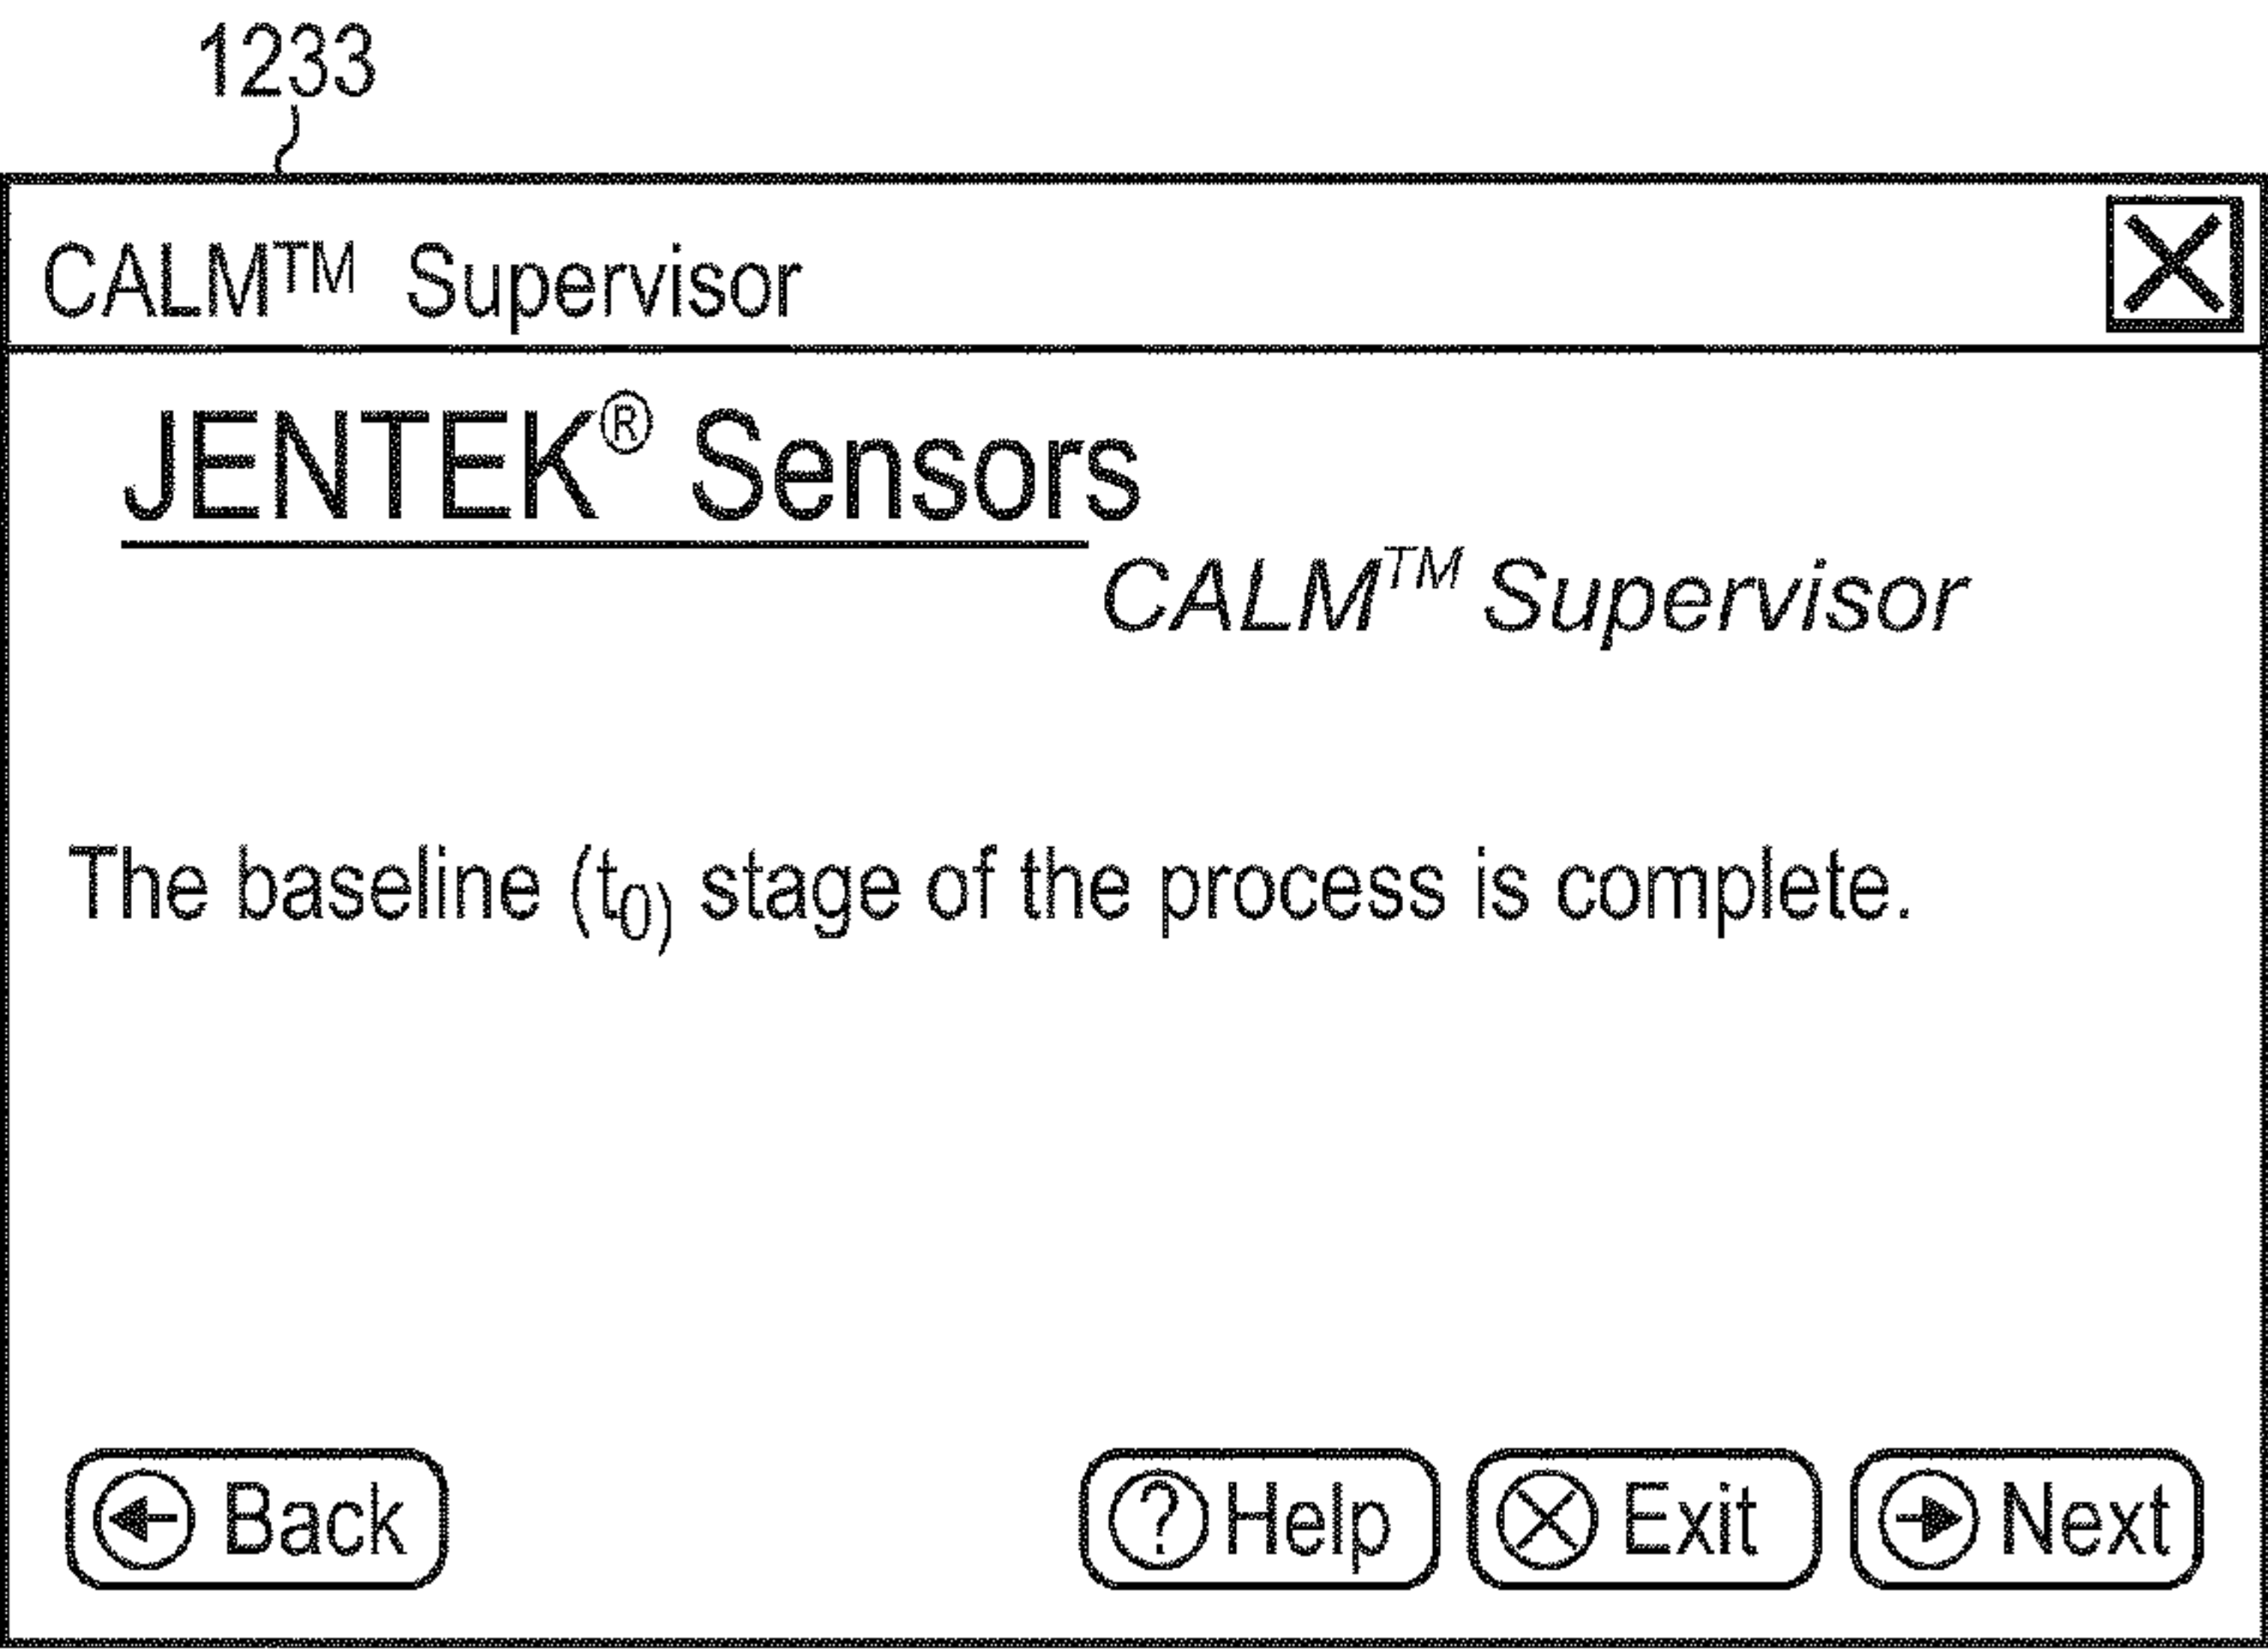 1233
CALM™ Supervisor
JENTEK® Sensors
CALM™ Supervisor
The baseline (t₀₎ stage of the process is complete.
Back Help Exit Next